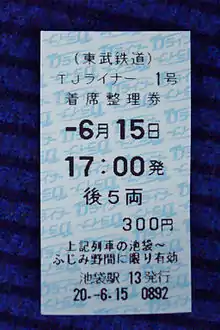 (東武鉄道)
TJライナー 1号
着席整理券
-6月15日
17:00発
後5両
300円
上記列車の池袋~
ふじみ野間に限り有効
池袋駅 13発行
20.-6.15 0892